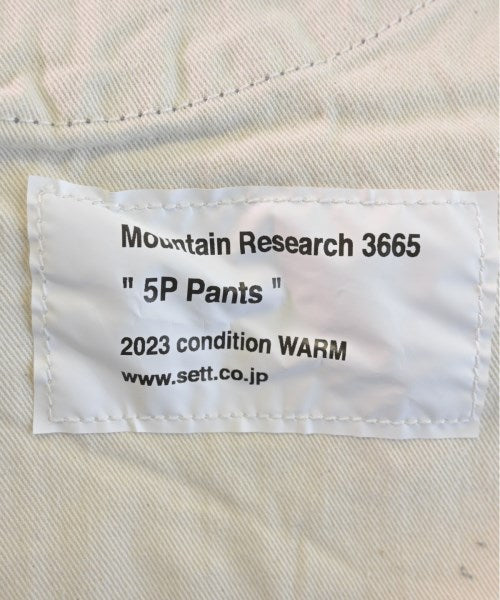 Mountain Research 3665
" 5P Pants "
2023 condition WARM
www.sett.co.jp